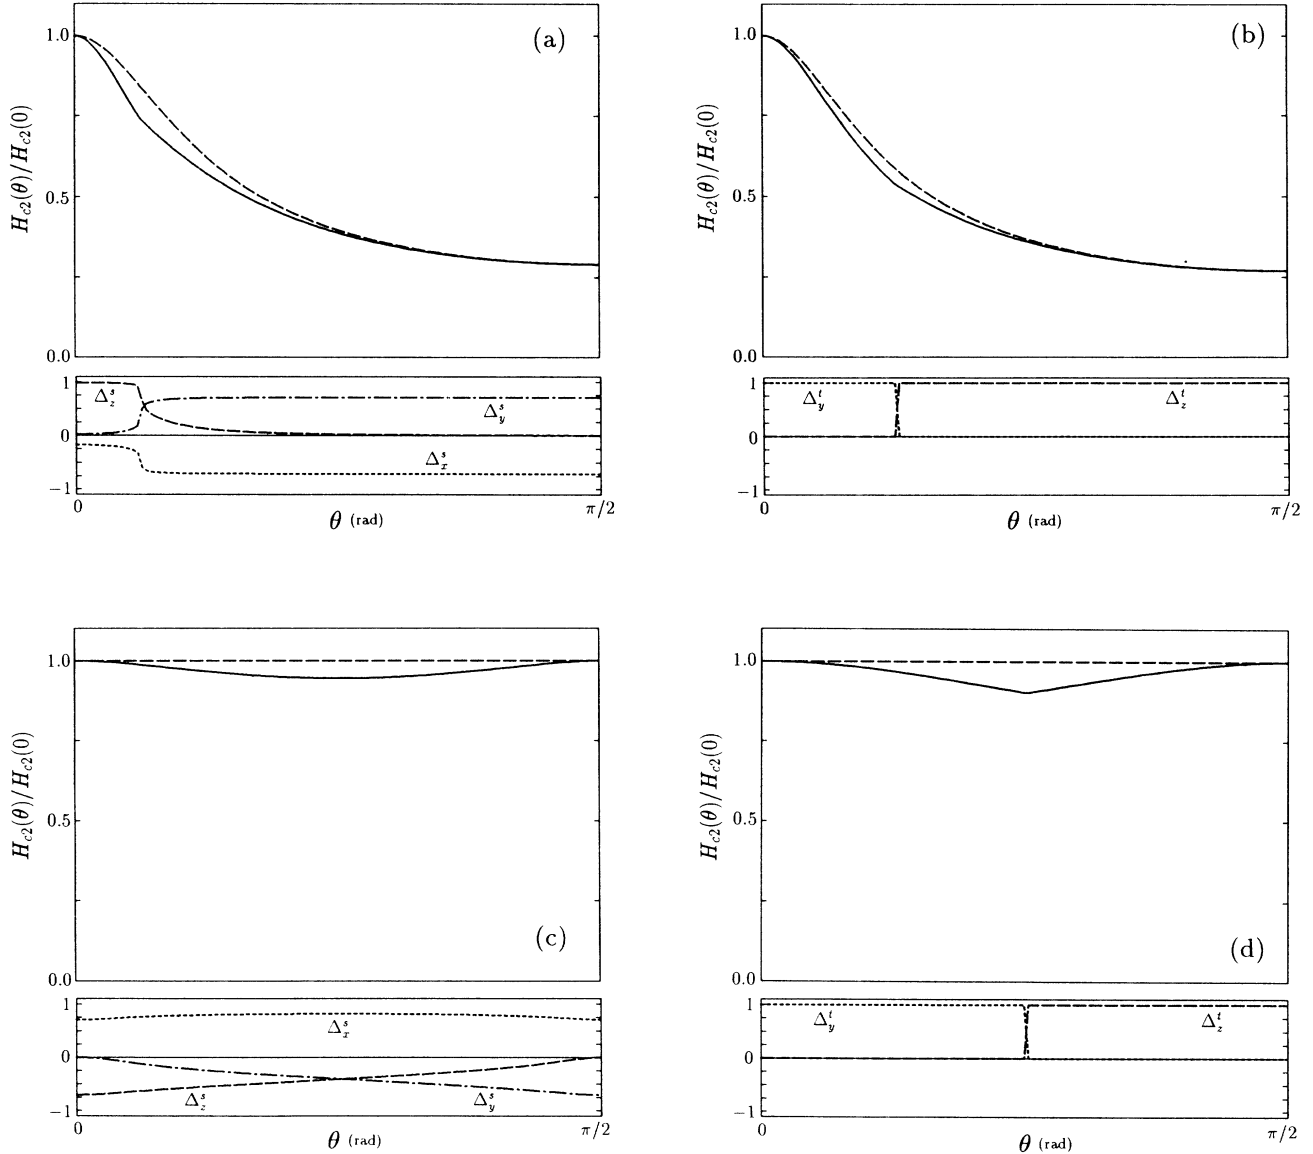 (a)
1.0
0.5
0.0
H_{c2}(θ)/H_{c2}(0)
1
0
−1
Δ_z^s
Δ_y^s
Δ_x^s
0
π/2
θ (rad)
(b)
1.0
0.5
0.0
H_{c2}(θ)/H_{c2}(0)
1
0
−1
Δ_y^t
Δ_z^t
0
π/2
θ (rad)
(c)
1.0
0.5
0.0
H_{c2}(θ)/H_{c2}(0)
1
0
−1
Δ_x^s
Δ_z^s
Δ_y^s
0
π/2
θ (rad)
(d)
1.0
0.5
0.0
H_{c2}(θ)/H_{c2}(0)
1
0
−1
Δ_y^t
Δ_z^t
0
π/2
θ (rad)